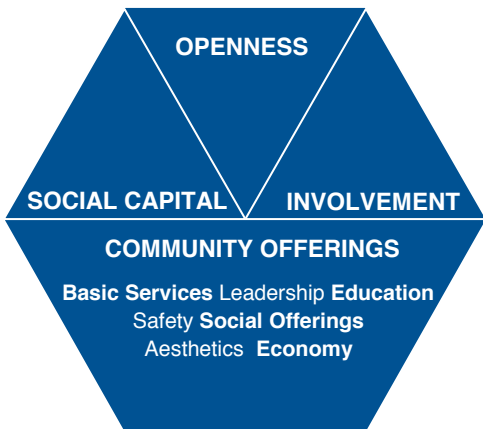 OPENNESS
SOCIAL CAPITAL
INVOLVEMENT
COMMUNITY OFFERINGS
Basic Services Leadership Education
Safety Social Offerings
Aesthetics Economy